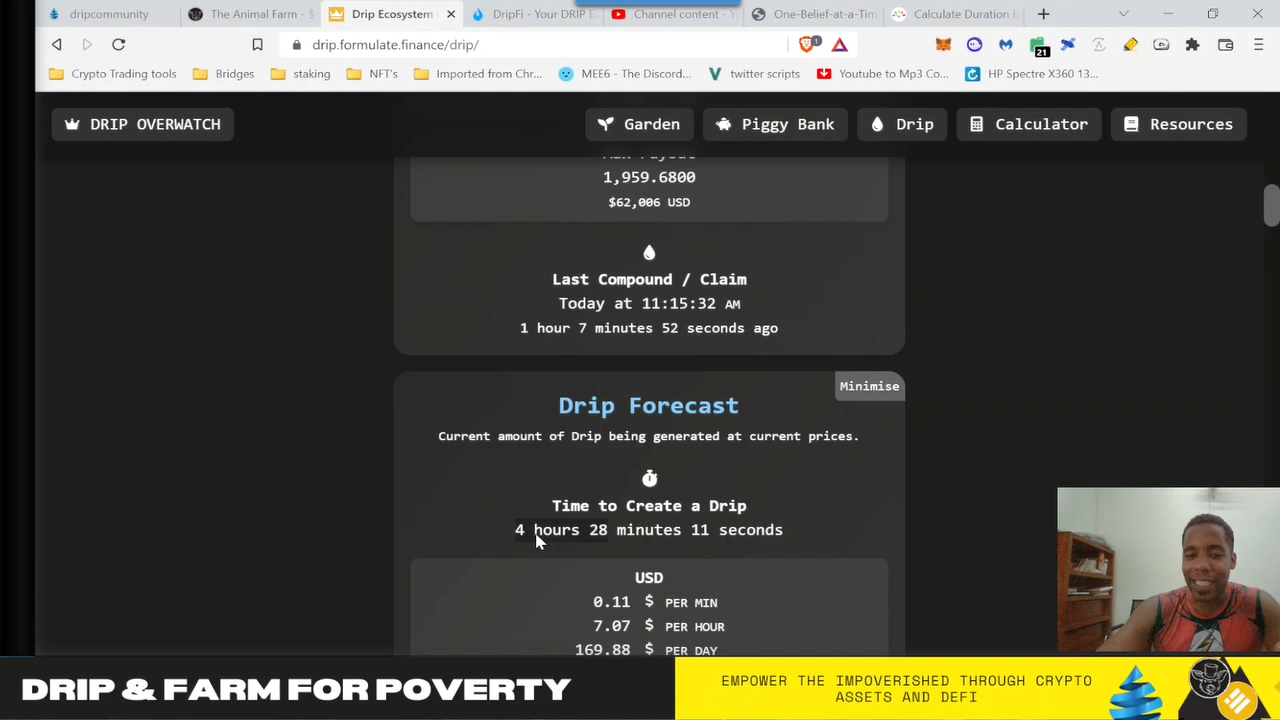 dripcommunity
The Animal Farm - $
Drip Ecosystem
DripFi - Your DRIP E
Channel content - Y
One-Belief-at-a-Tim
Calculate Duration B
drip.formulate.finance/drip/
1
21
Crypto Trading tools
Bridges
staking
NFT's
Imported from Chr...
MEE6 - The Discord...
twitter scripts
Youtube to Mp3 Co...
HP Spectre X360 13...
DRIP OVERWATCH
Garden
Piggy Bank
Drip
Calculator
Resources
Max Payout
1,959.6800
$62,006 USD
Last Compound / Claim
Today at 11:15:32 AM
1 hour 7 minutes 52 seconds ago
Minimise
Drip Forecast
Current amount of Drip being generated at current prices.
Time to Create a Drip
4 hours 28 minutes 11 seconds
USD
0.11 $ PER MIN
7.07 $ PER HOUR
169.88 $ PER DAY
DRIP & FARM FOR POVERTY
EMPOWER THE IMPOVERISHED THROUGH CRYPTO
ASSETS AND DEFI